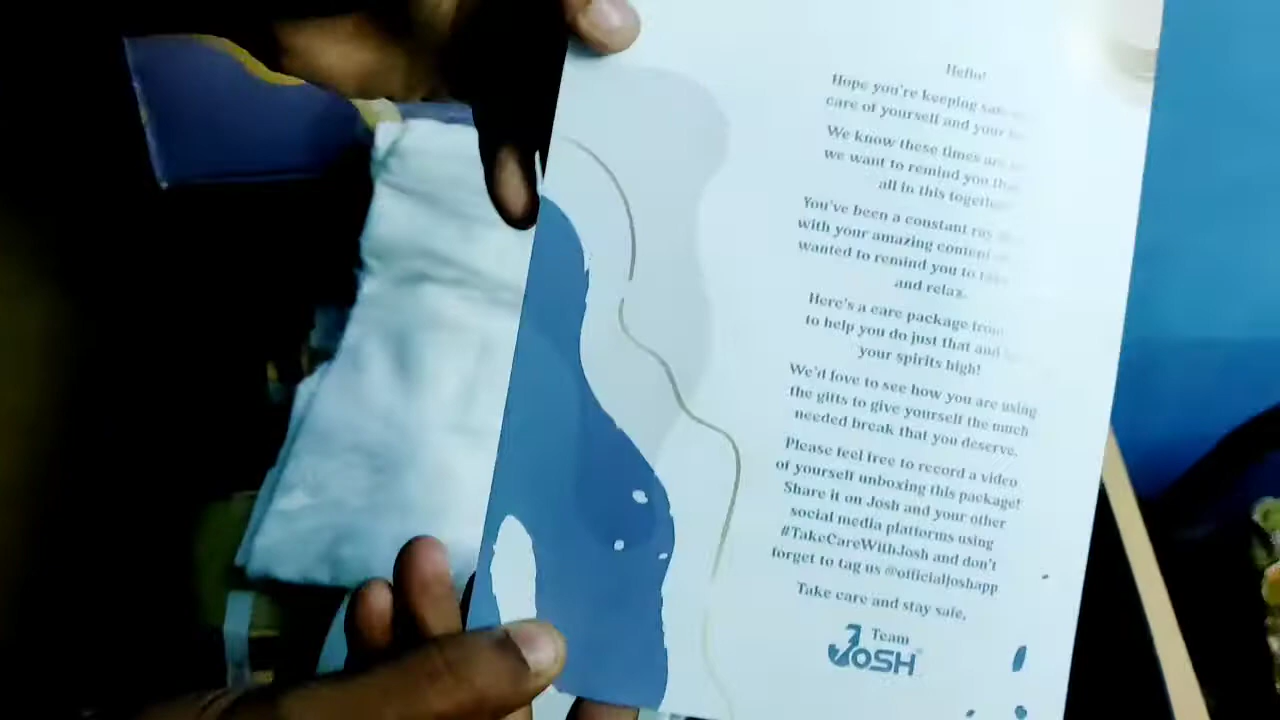 Hello!
Hope you're keeping
care of yourself and your
We know these times are
we want to remind you
all in this together
You've been a constant ray
with your amazing content
wanted to remind you to
and relax.
Here's a care package from
to help you do just that and
your spirits high!
We'd love to see how you are using
the gifts to give yourself the much
needed break that you deserve.
Please feel free to record a video
of yourself unboxing this package!
Share it on Josh and your other
social media platforms using
#TakeCareWithJosh and don't
forget to tag us @officialjoshapp
Take care and stay safe,
Team
JOSH